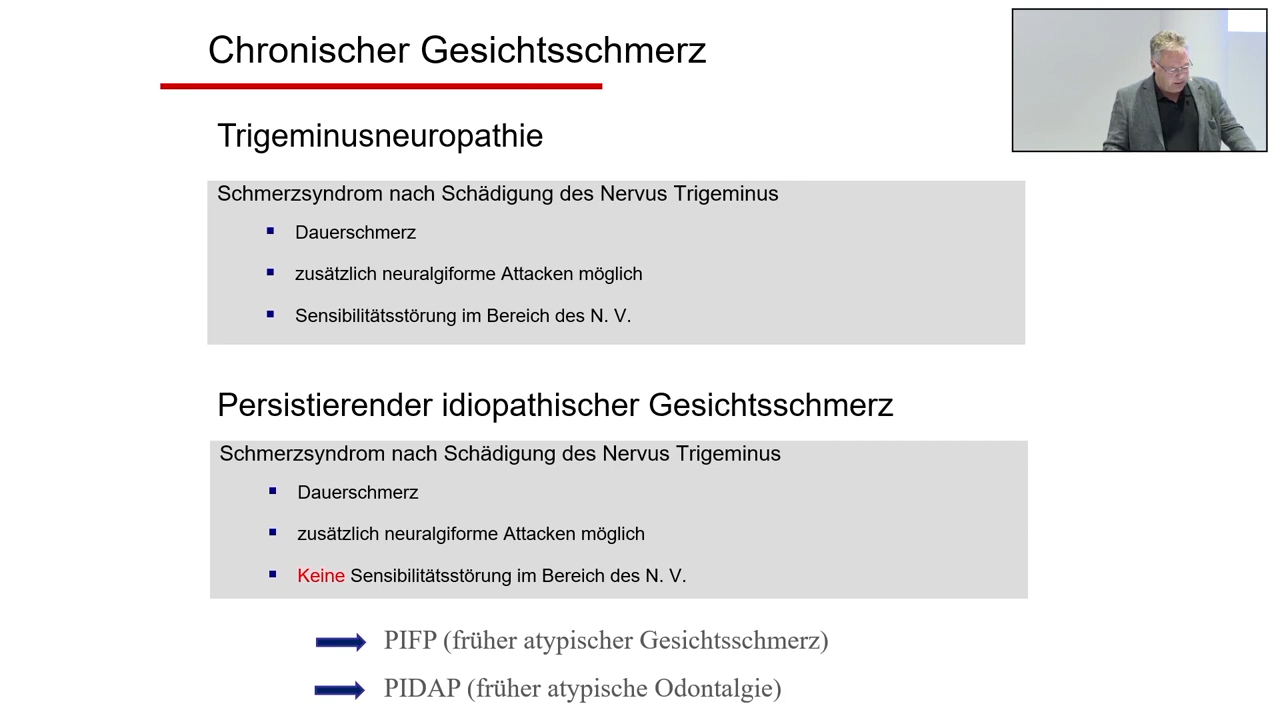 Chronischer Gesichtsschmerz
Trigeminusneuropathie
Schmerzsyndrom nach Schädigung des Nervus Trigeminus
Dauerschmerz
zusätzlich neuralgiforme Attacken möglich
Sensibilitätsstörung im Bereich des N. V.
Persistierender idiopathischer Gesichtsschmerz
Schmerzsyndrom nach Schädigung des Nervus Trigeminus
Dauerschmerz
zusätzlich neuralgiforme Attacken möglich
Keine Sensibilitätsstörung im Bereich des N. V.
PIFP (früher atypischer Gesichtsschmerz)
PIDAP (früher atypische Odontalgie)